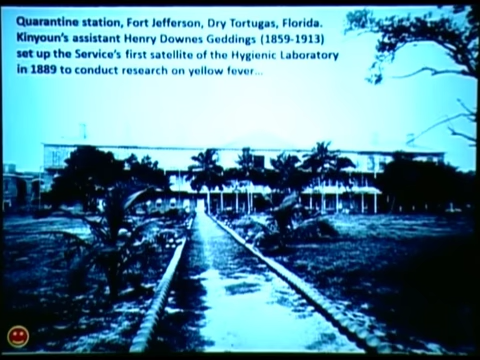 Quarantine station, Fort Jefferson, Dry Tortugas, Florida.
Kinyoun's assistant Henry Downes Geddings (1859-1913)
set up the Service's first satellite of the Hygienic Laboratory
in 1889 to conduct research on yellow fever...